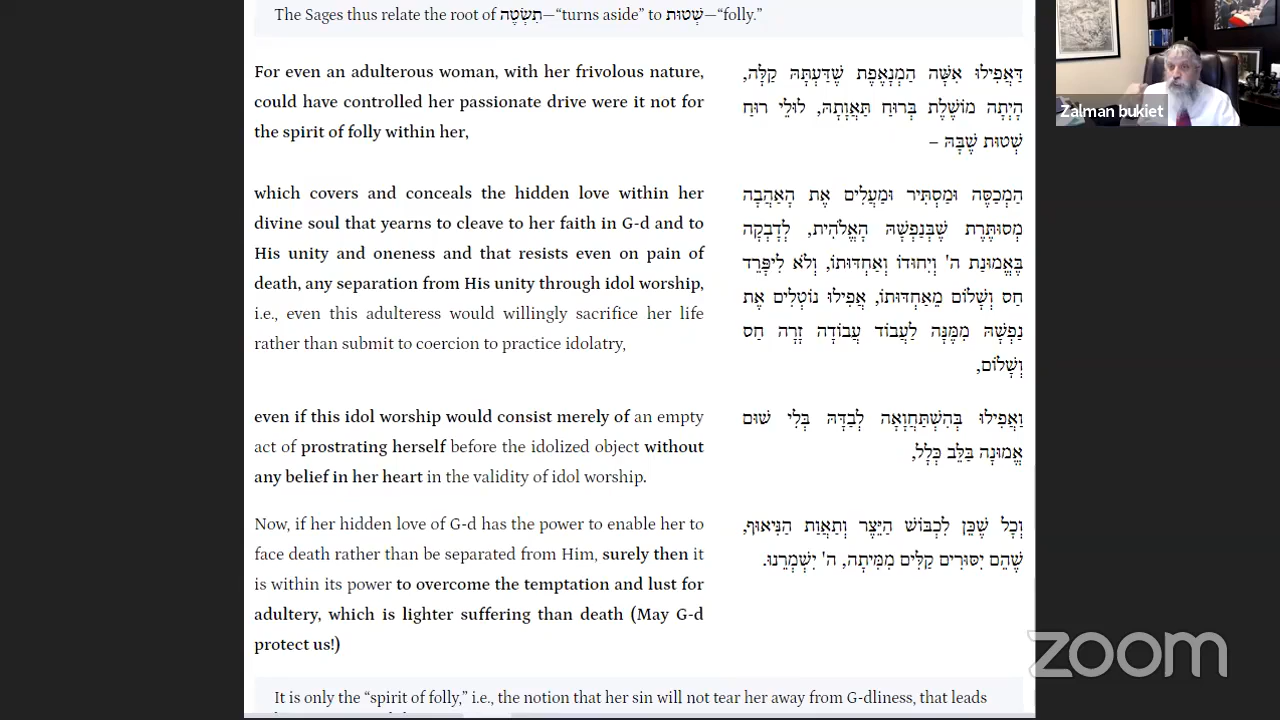 The Sages thus relate the root of תִשְׂטֶה—“turns aside” to שְׁטוּת—“folly.”
For even an adulterous woman, with her frivolous nature,
could have controlled her passionate drive were it not for
the spirit of folly within her,
דַּאֲפִילוּ אִשָּׁה הַמְנָאֶפֶת שֶׁדַּעְתָּהּ קַלָּה,
הָיְתָה מוֹשֶׁלֶת בְּרוּחַ תַּאֲוָתָהּ, לוּלֵי רוּחַ
שְׁטוּת שֶׁבָּהּ –
which covers and conceals the hidden love within her
divine soul that yearns to cleave to her faith in G-d and to
His unity and oneness and that resists even on pain of
death, any separation from His unity through idol worship,
i.e., even this adulteress would willingly sacrifice her life
rather than submit to coercion to practice idolatry,
הַמְכַסֶּה וּמַסְתִּיר וּמַעֲלִים אֶת הָאַהֲבָה
מְסוּתֶּרֶת שֶׁבְּנַפְשָׁהּ הָאֱלֹהִית, לְדָבְקָה
בֶּאֱמוּנַת ה' וְיִחוּדוֹ וְאַחְדוּתוֹ, וְלֹא לִיפָּרֵד
חַס וְשָׁלוֹם מֵאַחְדּוּתוֹ, אֲפִילוּ נוֹטְלִים אֶת
נַפְשָׁהּ מִמֶּנָּה לַעֲבוֹד עֲבוֹדָה זָרָה חַס
וְשָׁלוֹם,
even if this idol worship would consist merely of an empty
act of prostrating herself before the idolized object without
any belief in her heart in the validity of idol worship.
וַאֲפִילוּ בְּהִשְׁתַּחֲוָאָה לְבַדָּהּ בְּלִי שׁוּם
אֱמוּנָה בַּלֵּב כְּלָל,
Now, if her hidden love of G-d has the power to enable her to
face death rather than be separated from Him, surely then it
is within its power to overcome the temptation and lust for
adultery, which is lighter suffering than death (May G-d
protect us!)
וְכָל שֶׁכֵּן לִכְבּוֹשׁ הַיֵּצֶר וְתַאֲוַת הַנִּיאוּף,
שֶׁהֵם יִסּוּרִים קַלִּים מִמִּיתָה, ה' יִשְׁמְרֵנוּ.
It is only the “spirit of folly,” i.e., the notion that her sin will not tear her away from G-dliness, that leads
Zalman bukiet
zoom